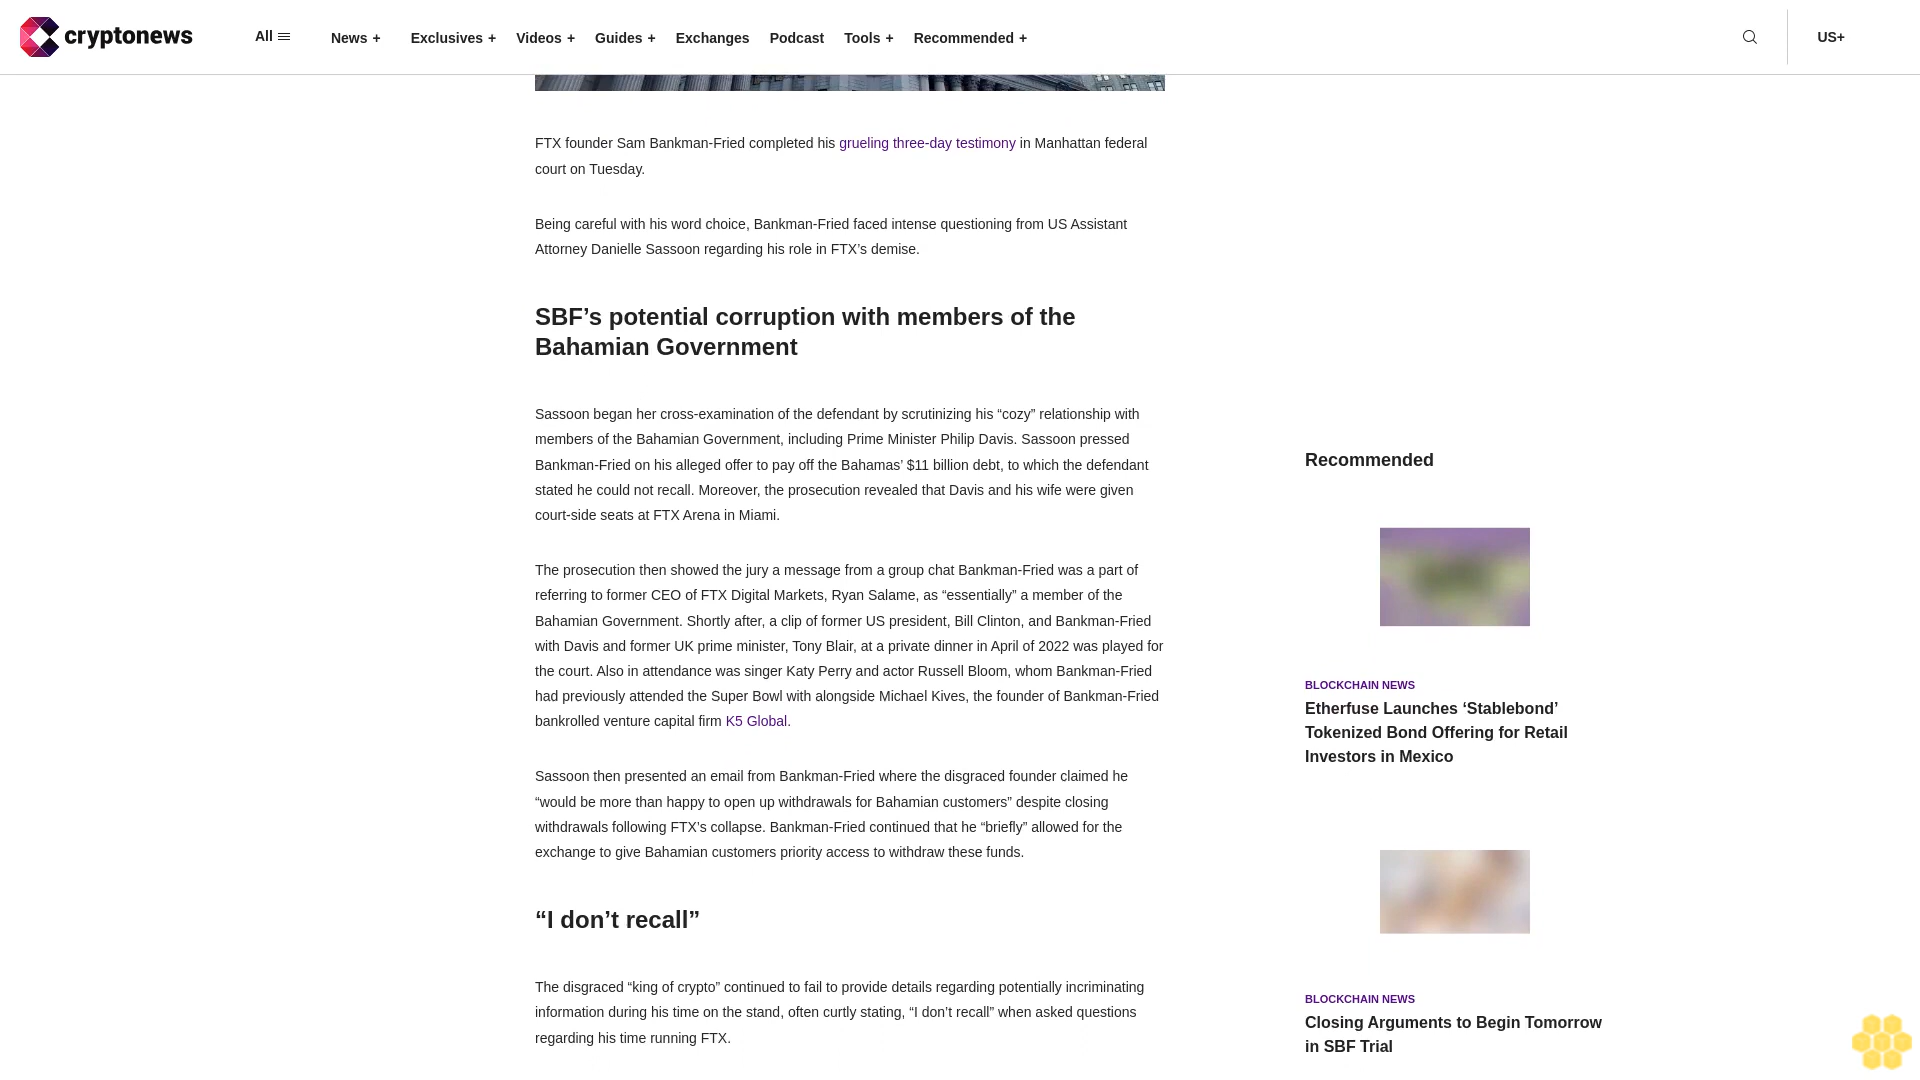 cryptonews
All
News +
Exclusives +
Videos +
Guides +
Exchanges
Podcast
Tools +
Recommended +
US+
FTX founder Sam Bankman-Fried completed his grueling three-day testimony in Manhattan federal
court on Tuesday.
Being careful with his word choice, Bankman-Fried faced intense questioning from US Assistant
Attorney Danielle Sassoon regarding his role in FTX’s demise.
SBF’s potential corruption with members of the
Bahamian Government
Sassoon began her cross-examination of the defendant by scrutinizing his “cozy” relationship with
members of the Bahamian Government, including Prime Minister Philip Davis. Sassoon pressed
Bankman-Fried on his alleged offer to pay off the Bahamas’ $11 billion debt, to which the defendant
stated he could not recall. Moreover, the prosecution revealed that Davis and his wife were given
court-side seats at FTX Arena in Miami.
The prosecution then showed the jury a message from a group chat Bankman-Fried was a part of
referring to former CEO of FTX Digital Markets, Ryan Salame, as “essentially” a member of the
Bahamian Government. Shortly after, a clip of former US president, Bill Clinton, and Bankman-Fried
with Davis and former UK prime minister, Tony Blair, at a private dinner in April of 2022 was played for
the court. Also in attendance was singer Katy Perry and actor Russell Bloom, whom Bankman-Fried
had previously attended the Super Bowl with alongside Michael Kives, the founder of Bankman-Fried
bankrolled venture capital firm K5 Global.
Sassoon then presented an email from Bankman-Fried where the disgraced founder claimed he
“would be more than happy to open up withdrawals for Bahamian customers” despite closing
withdrawals following FTX’s collapse. Bankman-Fried continued that he “briefly” allowed for the
exchange to give Bahamian customers priority access to withdraw these funds.
“I don’t recall”
The disgraced “king of crypto” continued to fail to provide details regarding potentially incriminating
information during his time on the stand, often curtly stating, “I don’t recall” when asked questions
regarding his time running FTX.
Recommended
BLOCKCHAIN NEWS
Etherfuse Launches ‘Stablebond’
Tokenized Bond Offering for Retail
Investors in Mexico
BLOCKCHAIN NEWS
Closing Arguments to Begin Tomorrow
in SBF Trial